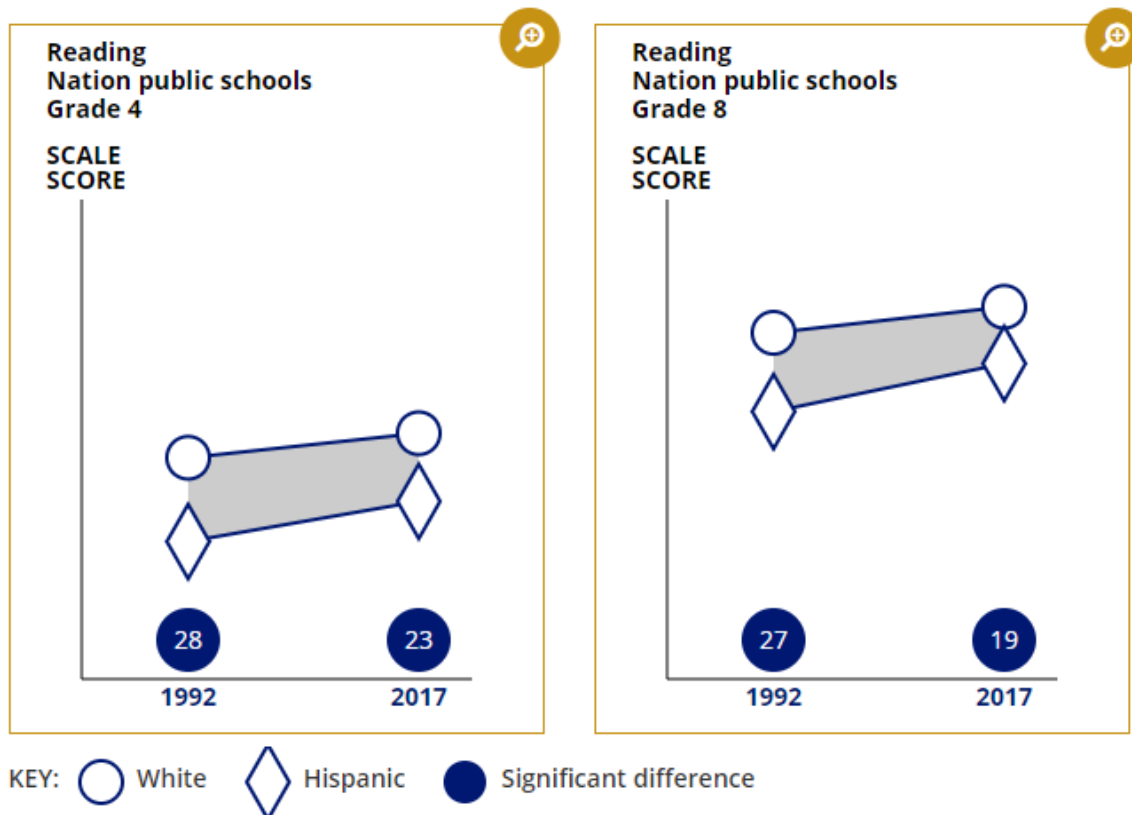 Reading
Nation public schools
Grade 4
SCALE
SCORE
28
23
1992
2017
Reading
Nation public schools
Grade 8
SCALE
SCORE
27
19
1992
2017
KEY: White Hispanic Significant difference